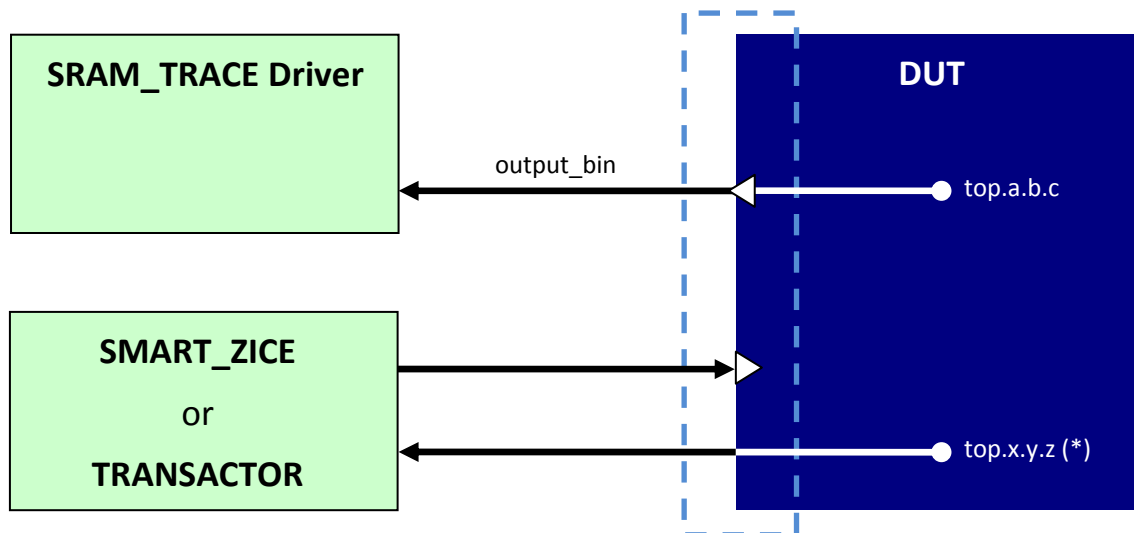 SRAM_TRACE Driver
DUT
output_bin
top.a.b.c
SMART_ZICE
or
TRANSACTOR
top.x.y.z (*)